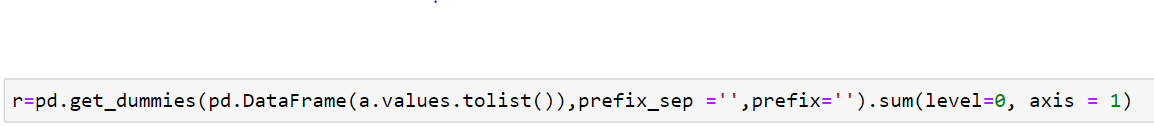 r=pd.get_dummies(pd.DataFrame(a.values.tolist()),prefix_sep ='',prefix='').sum(level=0, axis = 1)